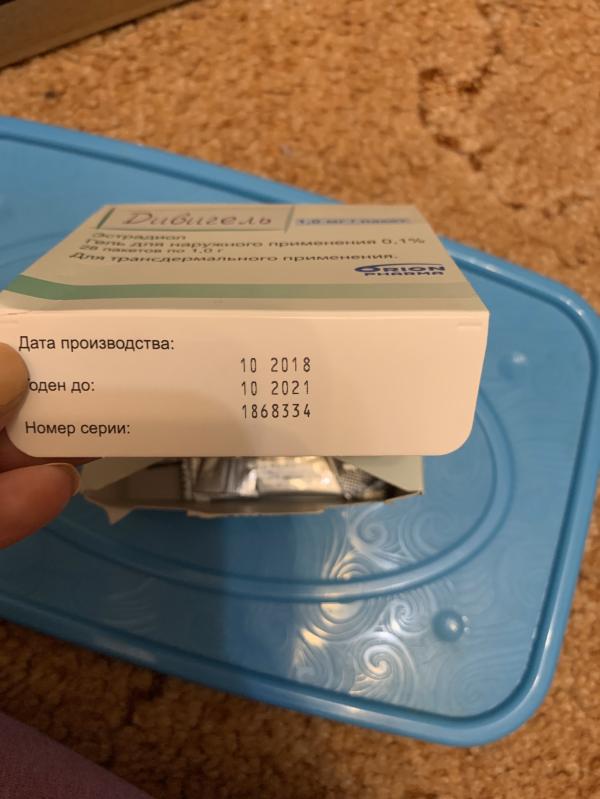 Дивигель
1,0 мг / пакет
Эстрадиол
Гель для наружного применения 0,1%
28 пакетов по 1,0 г
Для трансдермального применения.
ORION
PHARMA
Дата производства:
10 2018
оден до:
10 2021
1868334
Номер серии: